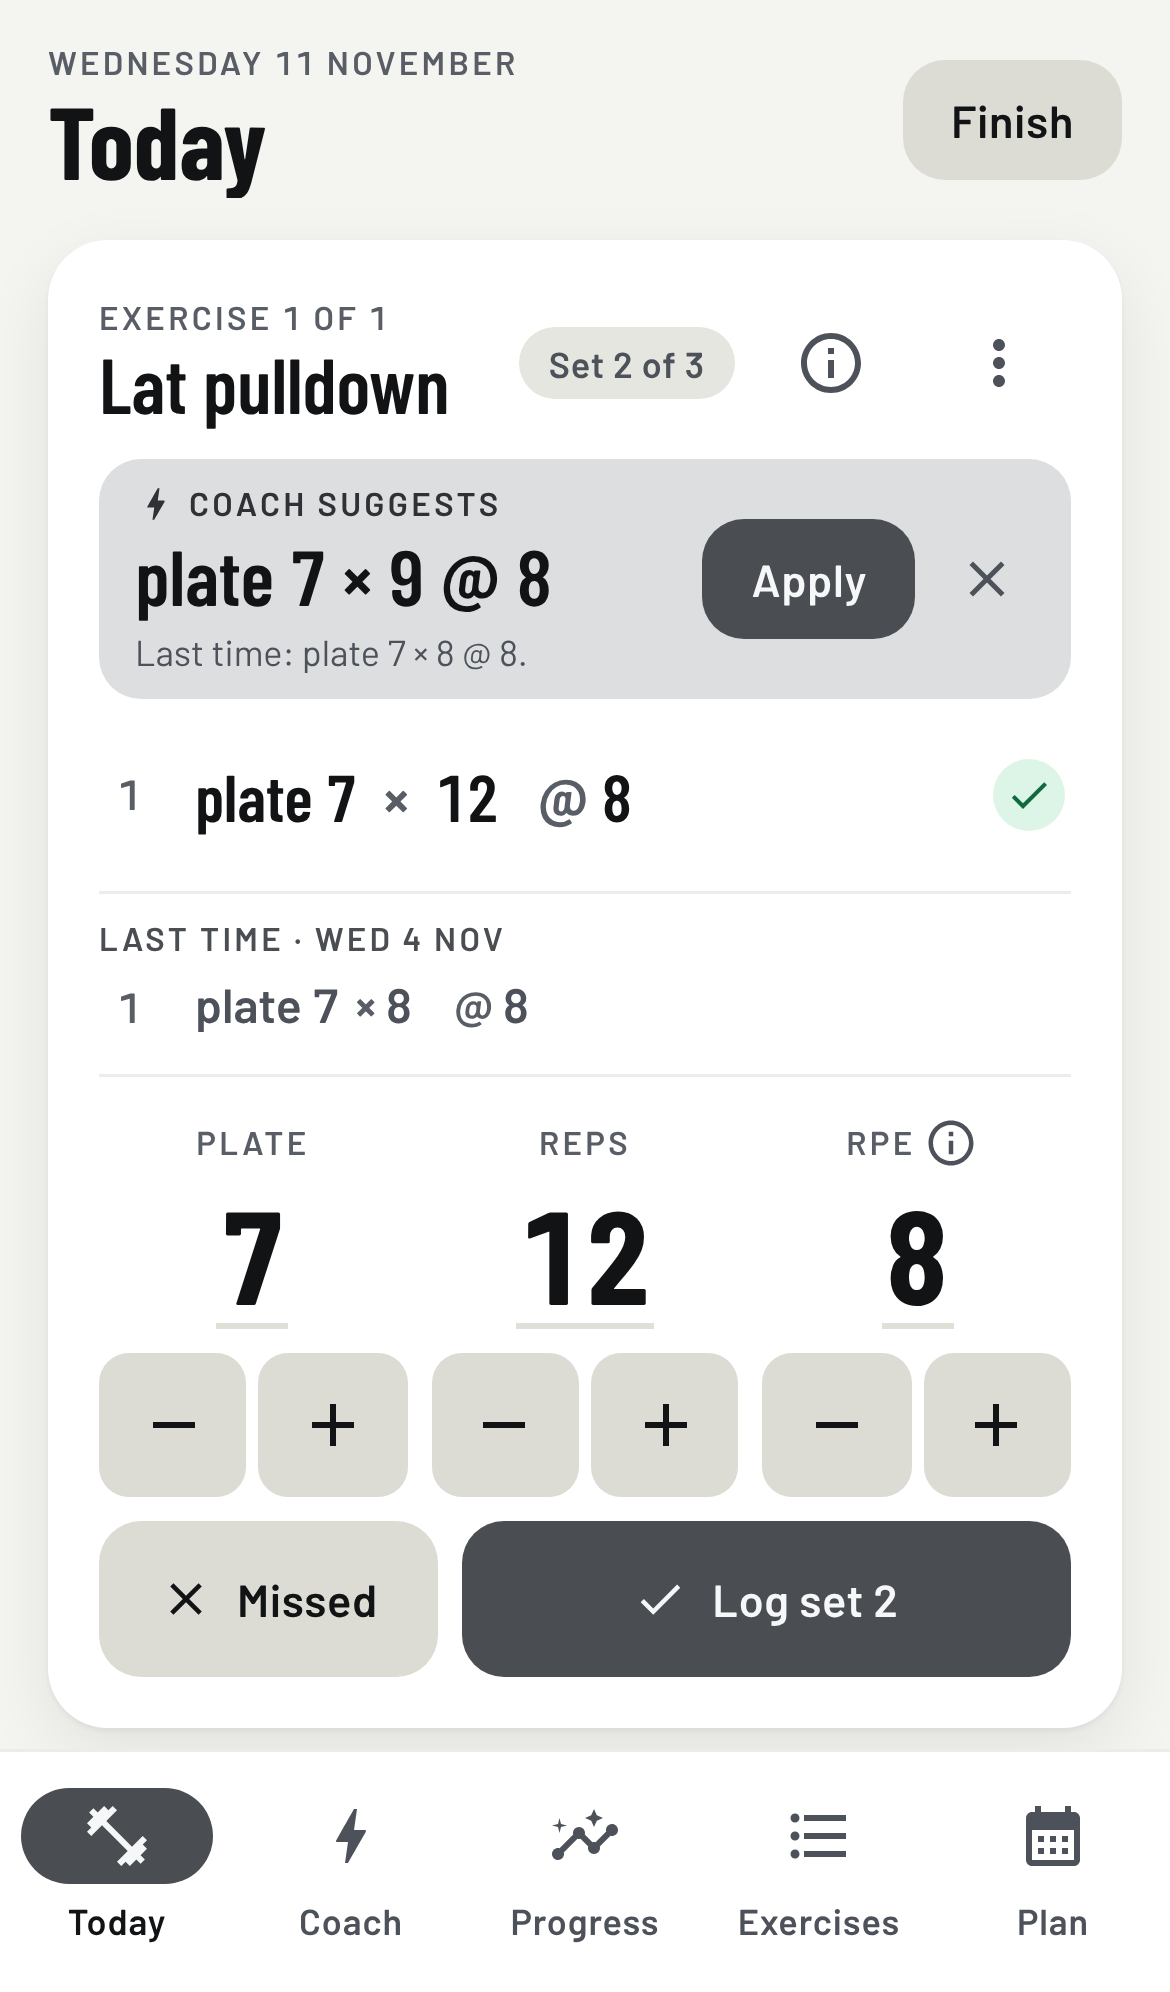 WEDNESDAY 11 NOVEMBER
Today
Finish
EXERCISE 1 OF 1
Lat pulldown
Set 2 of 3
COACH SUGGESTS
plate 7 × 9 @ 8
Last time: plate 7 × 8 @ 8.
Apply
1 plate 7 × 12 @ 8
LAST TIME · WED 4 NOV
1 plate 7 × 8 @ 8
PLATE REPS RPE
7 12 8
Missed
Log set 2
Today Coach Progress Exercises Plan